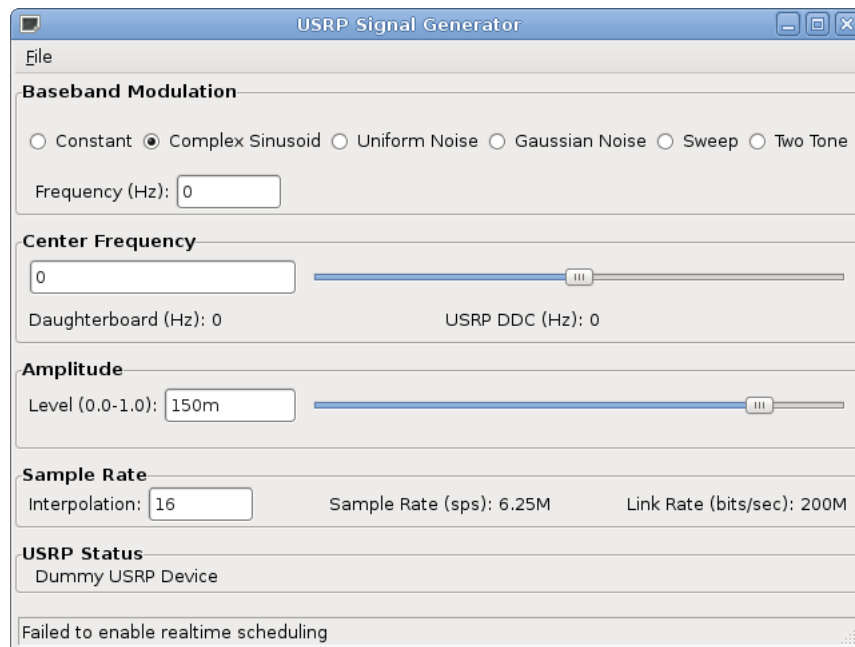 USRP Signal Generator
File
Baseband Modulation
Constant Complex Sinusoid Uniform Noise Gaussian Noise Sweep Two Tone
Frequency (Hz): 0
Center Frequency
0
Daughterboard (Hz): 0 USRP DDC (Hz): 0
Amplitude
Level (0.0-1.0): 150m
Sample Rate
Interpolation: 16 Sample Rate (sps): 6.25M Link Rate (bits/sec): 200M
USRP Status
Dummy USRP Device
Failed to enable realtime scheduling